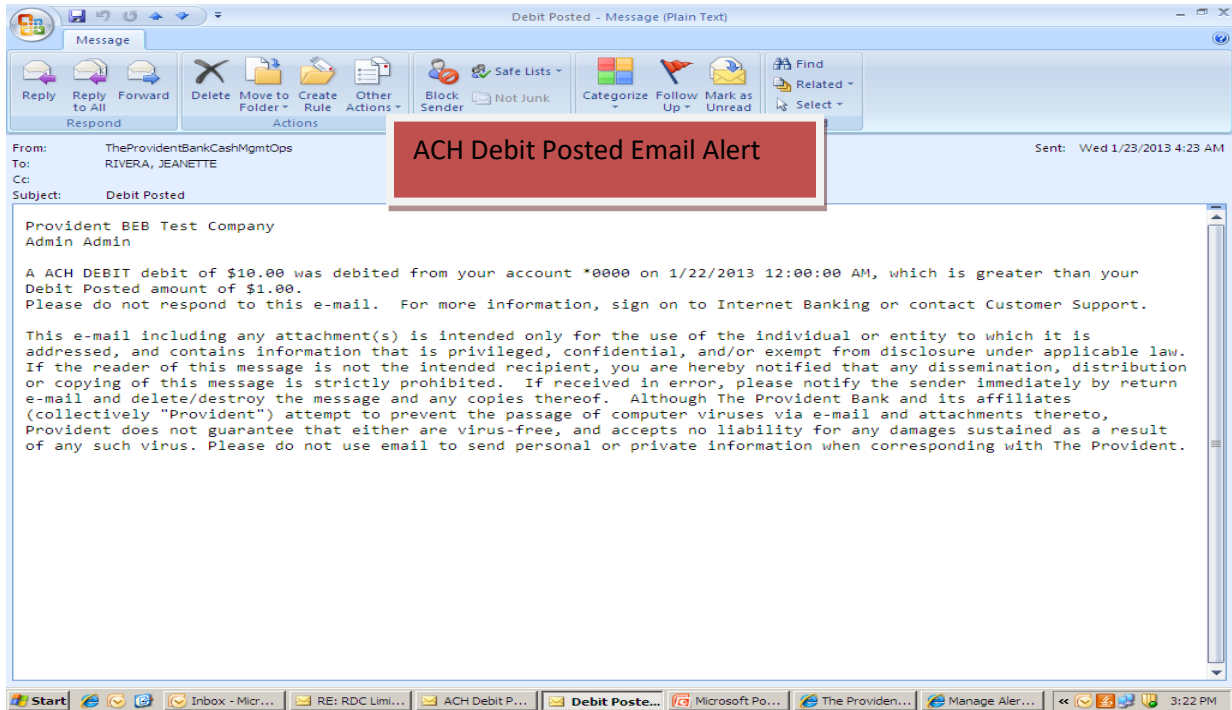 Debit Posted - Message (Plain Text)
Message
Reply
Reply to All
Forward
Delete
Move to Folder
Create Rule
Other Actions
Block Sender
Safe Lists
Not Junk
Categorize
Follow Up
Mark as Unread
Find
Related
Select
Respond
Actions
ACH Debit Posted Email Alert
From: TheProvidentBankCashMgmtOps
Sent: Wed 1/23/2013 4:23 AM
To: RIVERA, JEANETTE
Cc:
Subject: Debit Posted
Provident BEB Test Company
Admin Admin
A ACH DEBIT debit of $10.00 was debited from your account *0000 on 1/22/2013 12:00:00 AM, which is greater than your
Debit Posted amount of $1.00.
Please do not respond to this e-mail.  For more information, sign on to Internet Banking or contact Customer Support.
This e-mail including any attachment(s) is intended only for the use of the individual or entity to which it is
addressed, and contains information that is privileged, confidential, and/or exempt from disclosure under applicable law.
If the reader of this message is not the intended recipient, you are hereby notified that any dissemination, distribution
or copying of this message is strictly prohibited.  If received in error, please notify the sender immediately by return
e-mail and delete/destroy the message and any copies thereof.  Although The Provident Bank and its affiliates
(collectively "Provident") attempt to prevent the passage of computer viruses via e-mail and attachments thereto,
Provident does not guarantee that either are virus-free, and accepts no liability for any damages sustained as a result
of any such virus. Please do not use email to send personal or private information when corresponding with The Provident.
Start
Inbox - Micr...
RE: RDC Limi...
ACH Debit P...
Debit Poste...
Microsoft Po...
The Providen...
Manage Aler...
3:22 PM